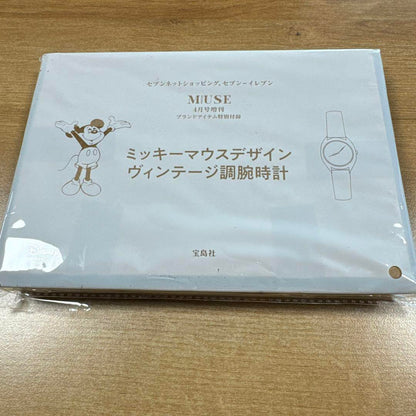 セブンネットショッピング、セブン-イレブン
MUSE
4月号増刊
ブランドアイテム特別付録
ミッキーマウスデザイン
ヴィンテージ調腕時計
宝島社